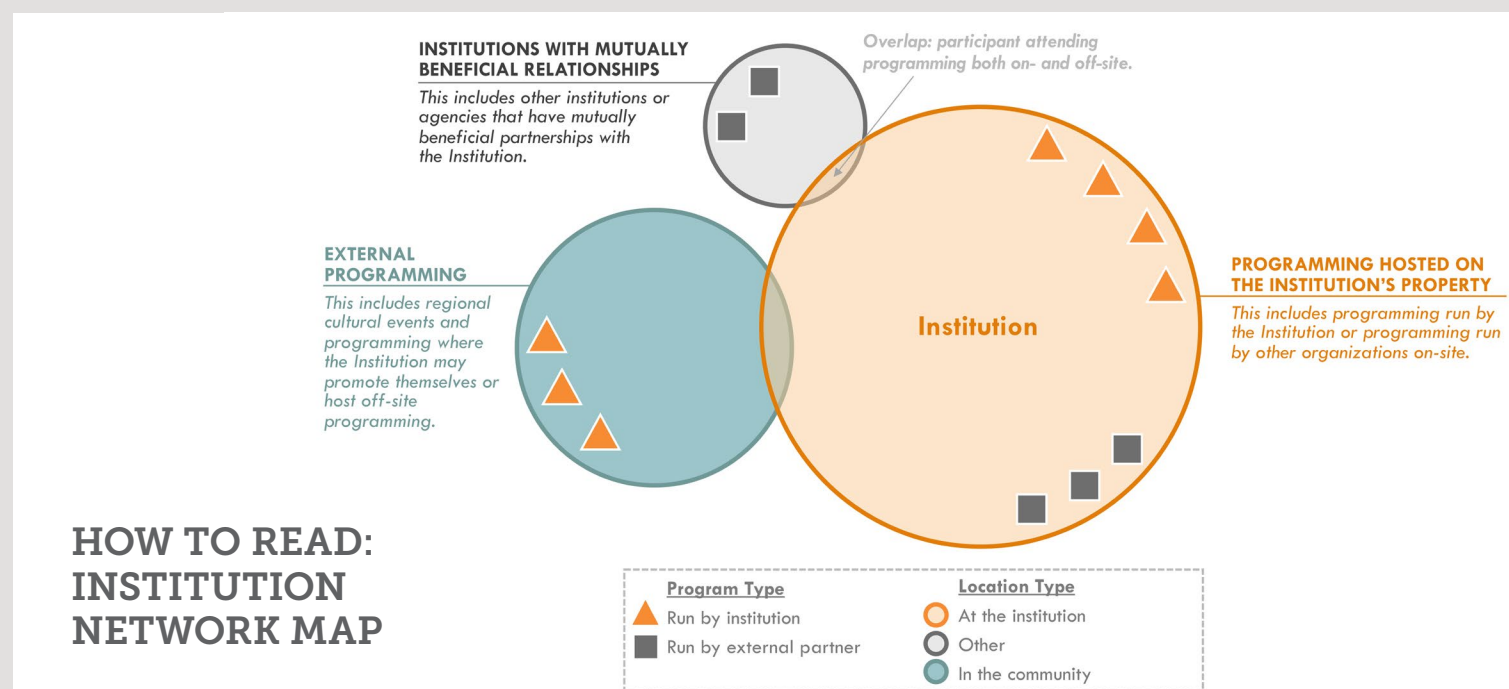 INSTITUTIONS WITH MUTUALLY
BENEFICIAL RELATIONSHIPS
This includes other institutions or
agencies that have mutually
beneficial partnerships with
the Institution.
Overlap: participant attending
programming both on- and off-site.
EXTERNAL
PROGRAMMING
This includes regional
cultural events and
programming where
the Institution may
promote themselves or
host off-site
programming.
Institution
PROGRAMMING HOSTED ON
THE INSTITUTION'S PROPERTY
This includes programming run by
the Institution or programming run
by other organizations on-site.
HOW TO READ:
INSTITUTION
NETWORK MAP
Program Type
Run by institution
Run by external partner
Location Type
At the institution
Other
In the community